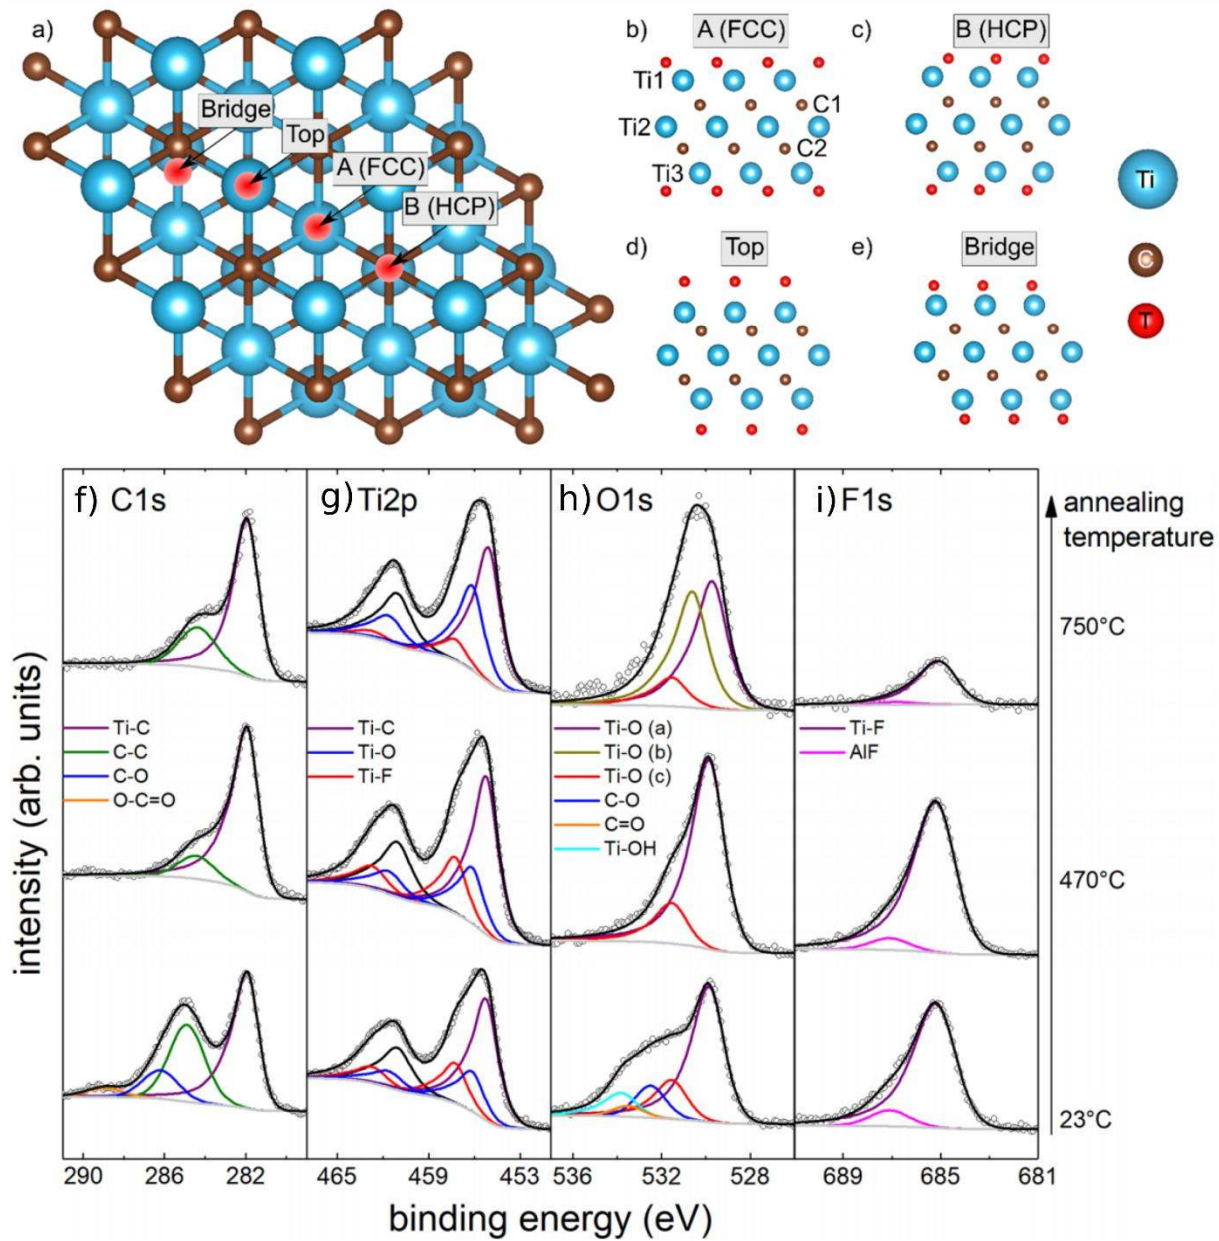 a)
Bridge
Top
A (FCC)
B (HCP)
b)
A (FCC)
Ti1
C1
Ti2
C2
Ti3
c)
B (HCP)
d)
Top
e)
Bridge
Ti
C
T
f) C1s
g) Ti2p
h) O1s
i) F1s
annealing
temperature
750°C
470°C
23°C
Ti-C
C-C
C-O
O-C=O
Ti-C
Ti-O
Ti-F
Ti-O (a)
Ti-O (b)
Ti-O (c)
C-O
C=O
Ti-OH
Ti-F
AlF
intensity (arb. units)
290 286 282 465 459 453 536 532 528 689 685 681
binding energy (eV)